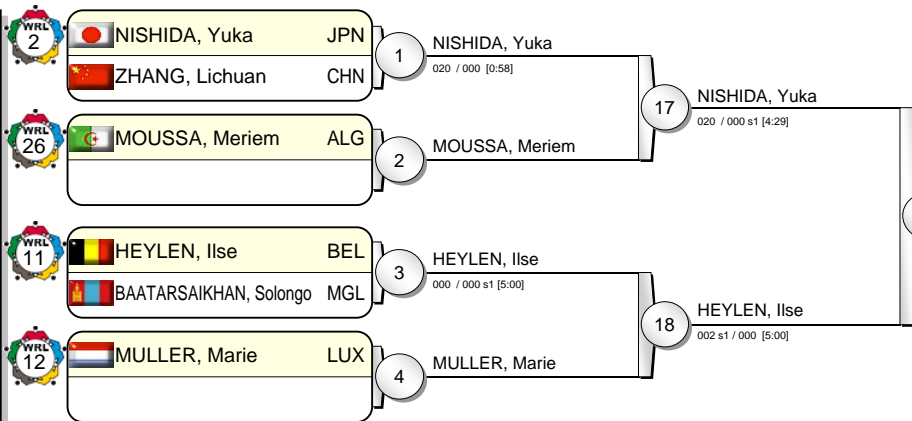 WRL
2
NISHIDA, Yuka JPN
ZHANG, Lichuan CHN
1
NISHIDA, Yuka
020 / 000 [0:58]
17
NISHIDA, Yuka
020 / 000 s1 [4:29]
WRL
26
MOUSSA, Meriem ALG
2
MOUSSA, Meriem
WRL
11
HEYLEN, Ilse BEL
BAATARSAIKHAN, Solongo MGL
3
HEYLEN, Ilse
000 / 000 s1 [5:00]
18
HEYLEN, Ilse
002 s1 / 000 [5:00]
WRL
12
MULLER, Marie LUX
4
MULLER, Marie